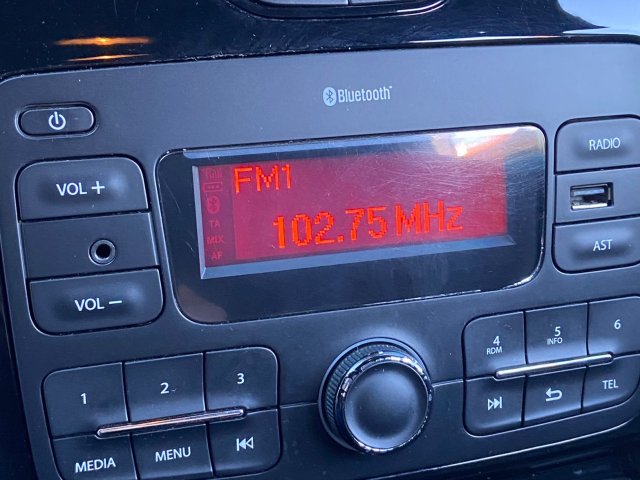 Bluetooth
VOL +
VOL −
FM1
102.75 MHz
TA
MIX
AF
RADIO
AST
1
2
3
MEDIA
MENU
4
RDM
5
INFO
6
TEL